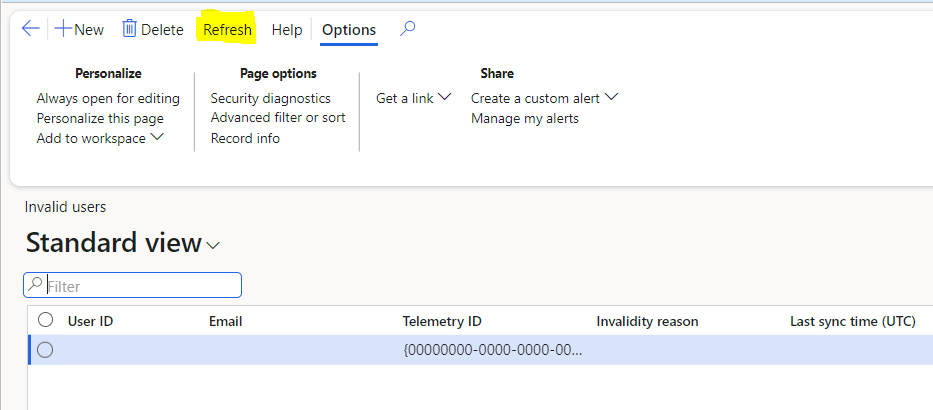 New Delete Refresh Help Options
Personalize Page options Share
Always open for editing Security diagnostics Get a link Create a custom alert
Personalize this page Advanced filter or sort Manage my alerts
Add to workspace Record info
Invalid users
Standard view
Filter
User ID Email Telemetry ID Invalidity reason Last sync time (UTC)
{00000000-0000-0000-00...